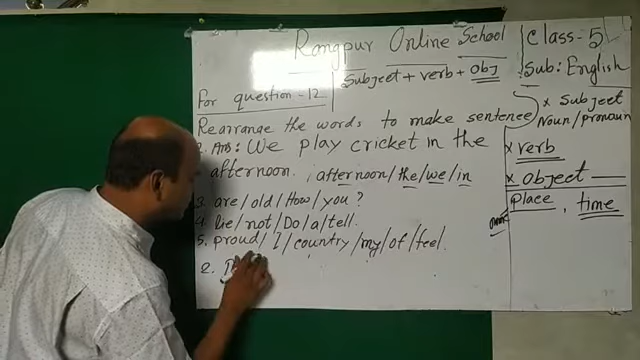 Rangpur Online School
Class-5
Subject + verb + obj
Sub: English
For question-12
x Subject
Noun/pronoun
Rearrange the words to make sentence
Ans: We play cricket in the
x verb
afternoon. afternoon/the/we/in
x object
3. are/old/How/you?
place, time
4. lie/not/Do/a/tell.
5. proud/I/country/my/of/feel.
2.